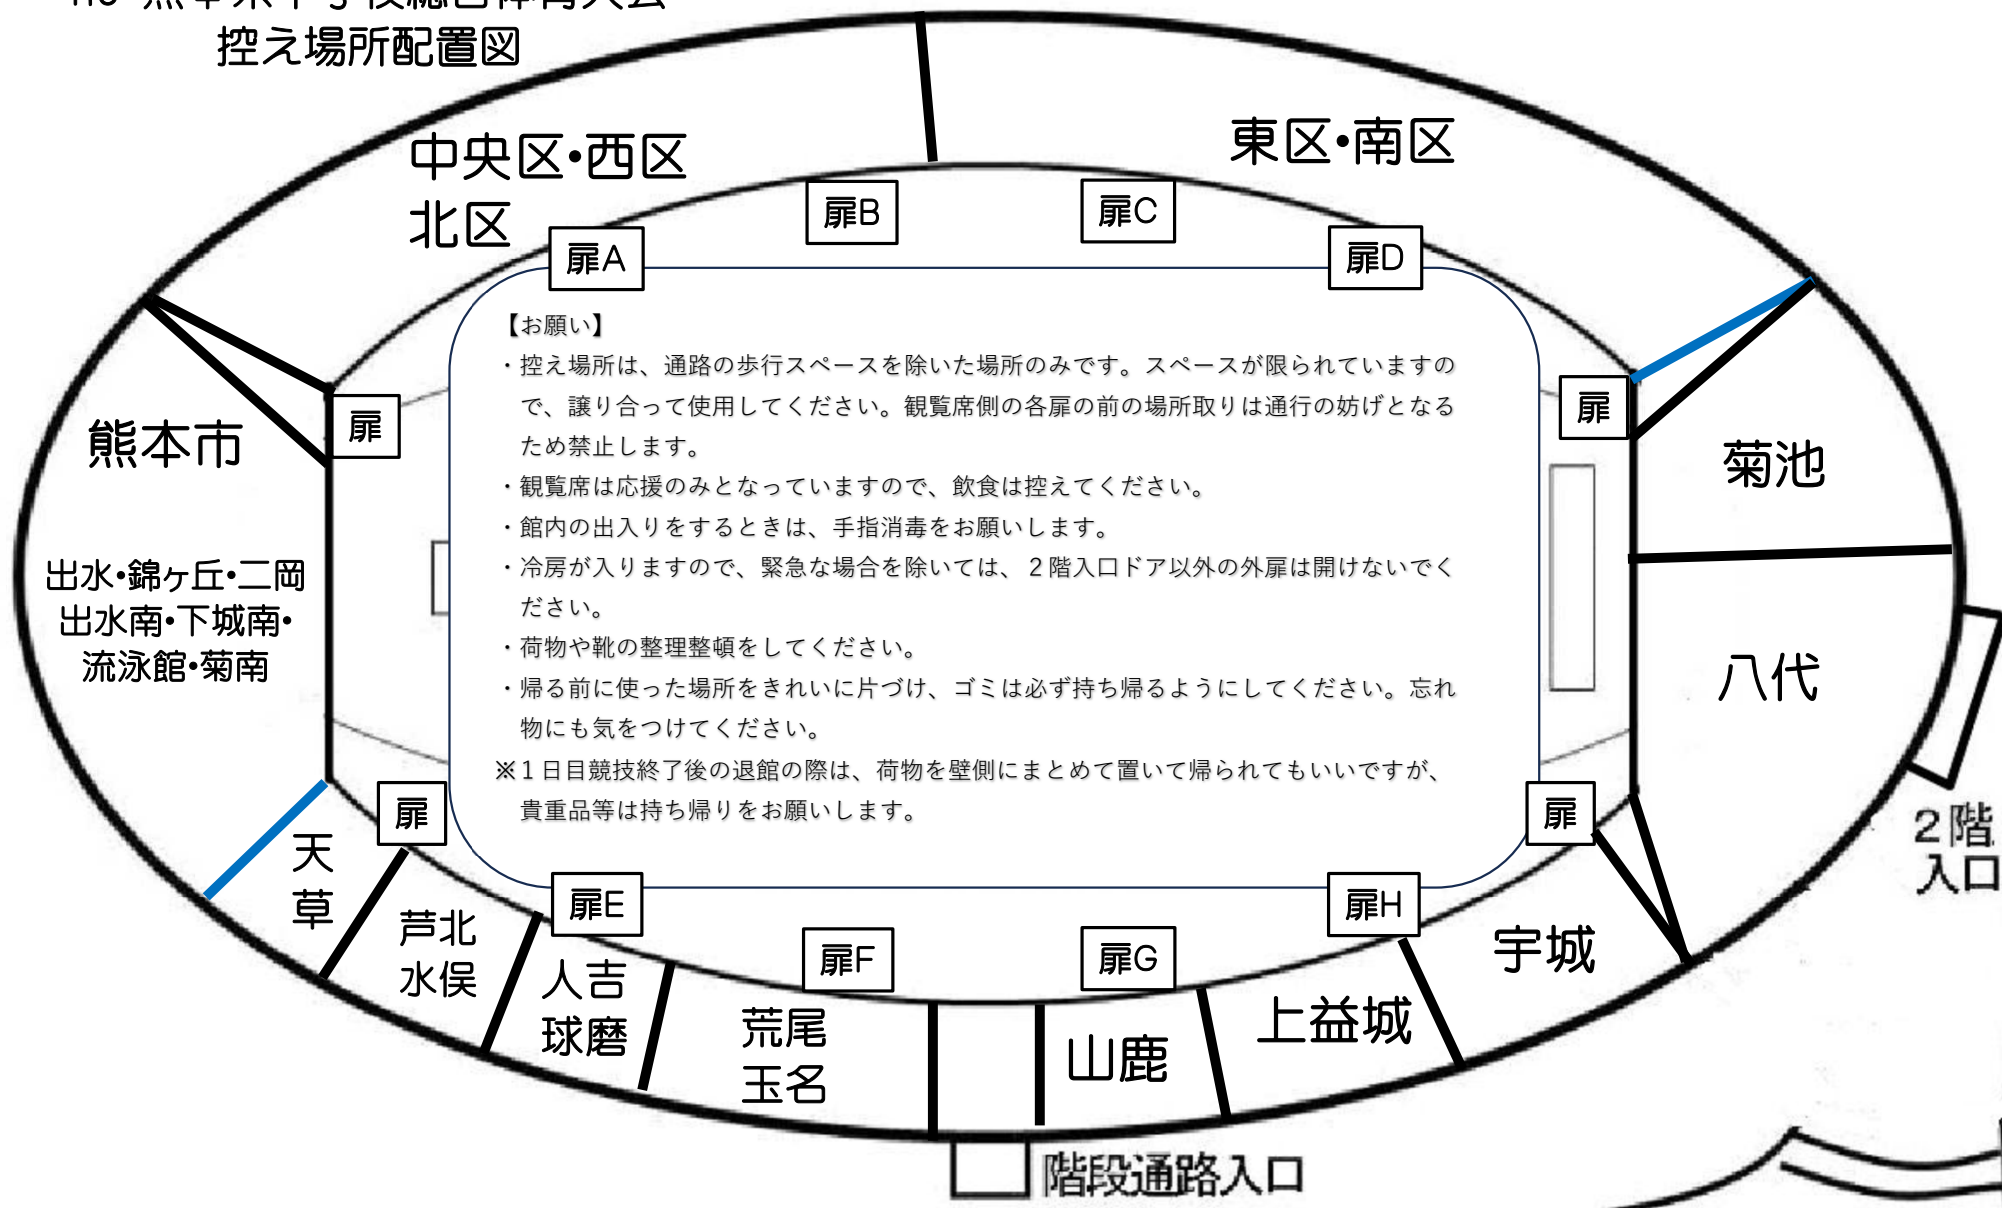 控え場所配置図
中央区・西区
北区
東区・南区
扉A
扉B
扉C
扉D
扉
扉
熊本市
出水・錦ヶ丘・二岡
出水南・下城南・
流泳館・菊南
菊池
八代
【お願い】
・控え場所は、通路の歩行スペースを除いた場所のみです。スペースが限られていますの
で、譲り合って使用してください。観覧席側の各扉の前の場所取りは通行の妨げとなる
ため禁止します。
・観覧席は応援のみとなっていますので、飲食は控えてください。
・館内の出入りをするときは、手指消毒をお願いします。
・冷房が入りますので、緊急な場合を除いては、２階入口ドア以外の外扉は開けないでく
ださい。
・荷物や靴の整理整頓をしてください。
・帰る前に使った場所をきれいに片づけ、ゴミは必ず持ち帰るようにしてください。忘れ
物にも気をつけてください。
※１日目競技終了後の退館の際は、荷物を壁側にまとめて置いて帰られてもいいですが、
貴重品等は持ち帰りをお願いします。
扉
扉
２階
入口
天
草
芦北
水俣
扉E
人吉
球磨
扉F
荒尾
玉名
扉G
山鹿
扉H
上益城
宇城
階段通路入口